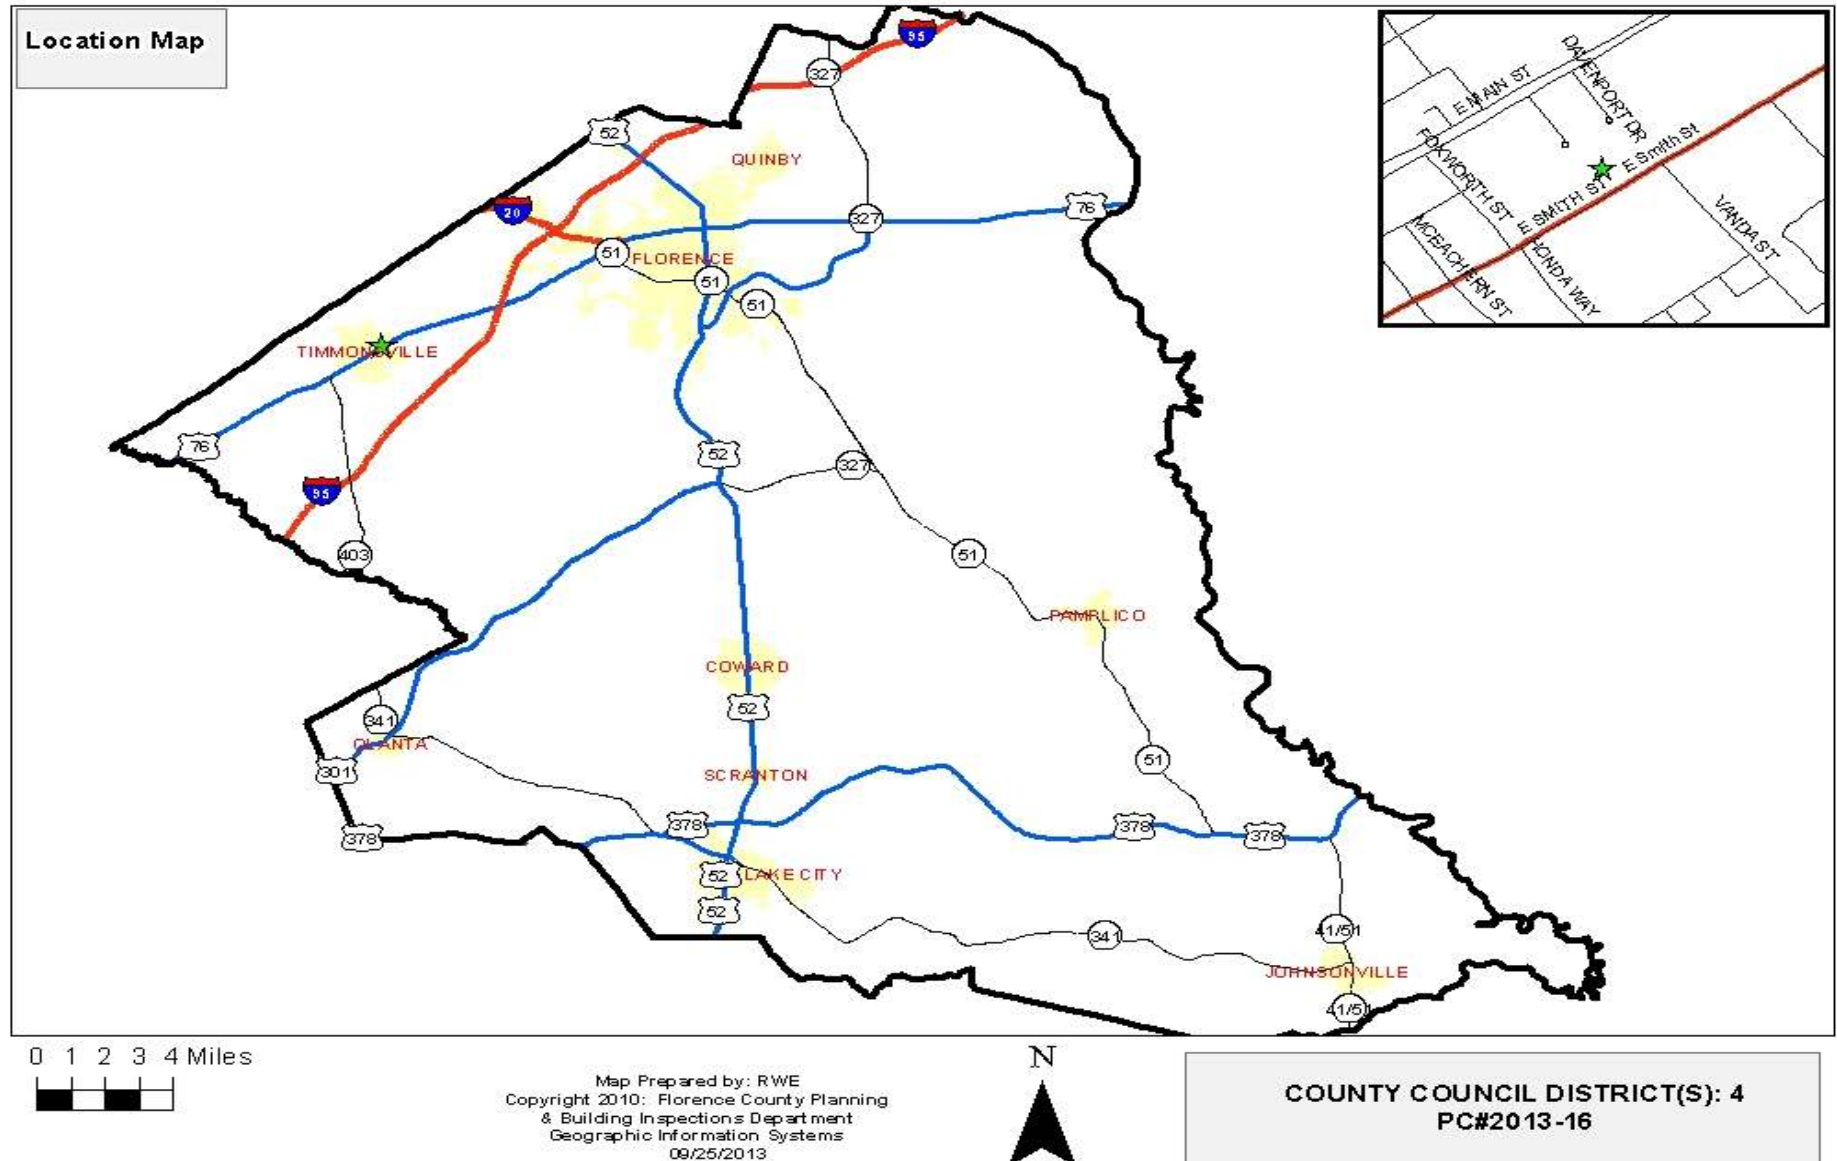 Location Map
95
327
52
QUINBY
20
76
327
51
FLORENCE
51
51
TIMMONSVILLE
76
52
327
95
403
51
PAMPLICO
COWARD
52
341
OLANTA
301
SCRANTON
51
378
378
378
378
52
LAKE CITY
52
341
41/51
JOHNSONVILLE
41/51
E MAIN ST
DAVENPORT DR
FOXWORTH ST
E Smith St
E SMITH ST
MCEACHERN ST
HONDA WAY
VANDA ST
0 1 2 3 4 Miles
Map Prepared by: RWE
Copyright 2010: Florence County Planning
& Building Inspections Department
Geographic Information Systems
09/25/2013
N
COUNTY COUNCIL DISTRICT(S): 4
PC#2013-16